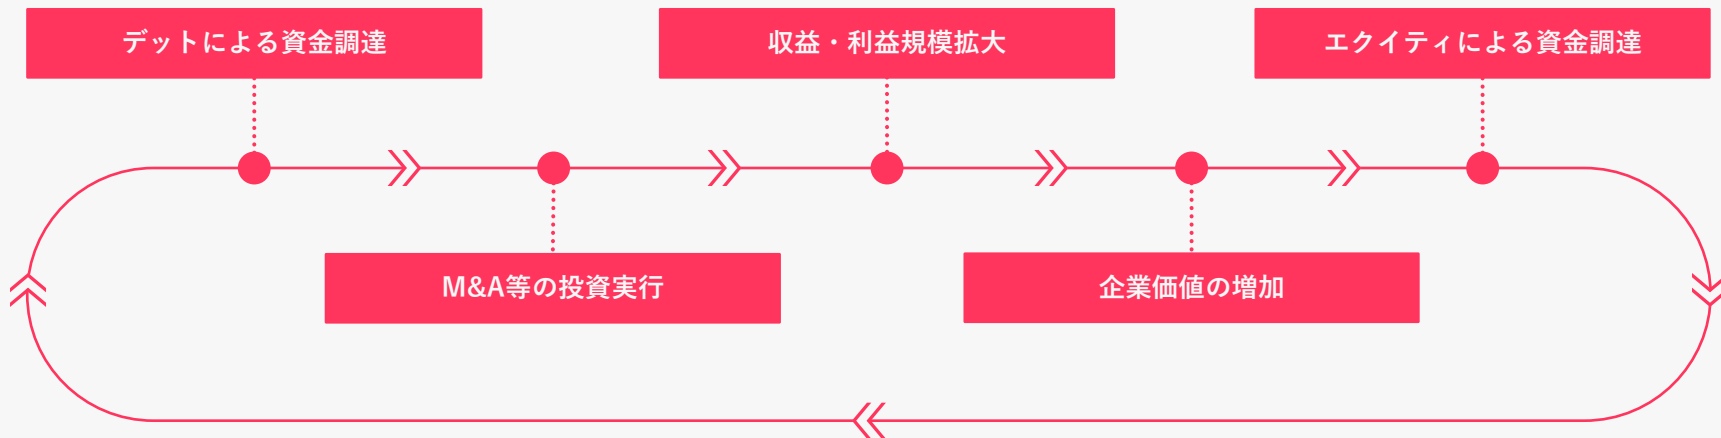 デットによる資金調達
収益・利益規模拡大
エクイティによる資金調達
M&A等の投資実行
企業価値の増加